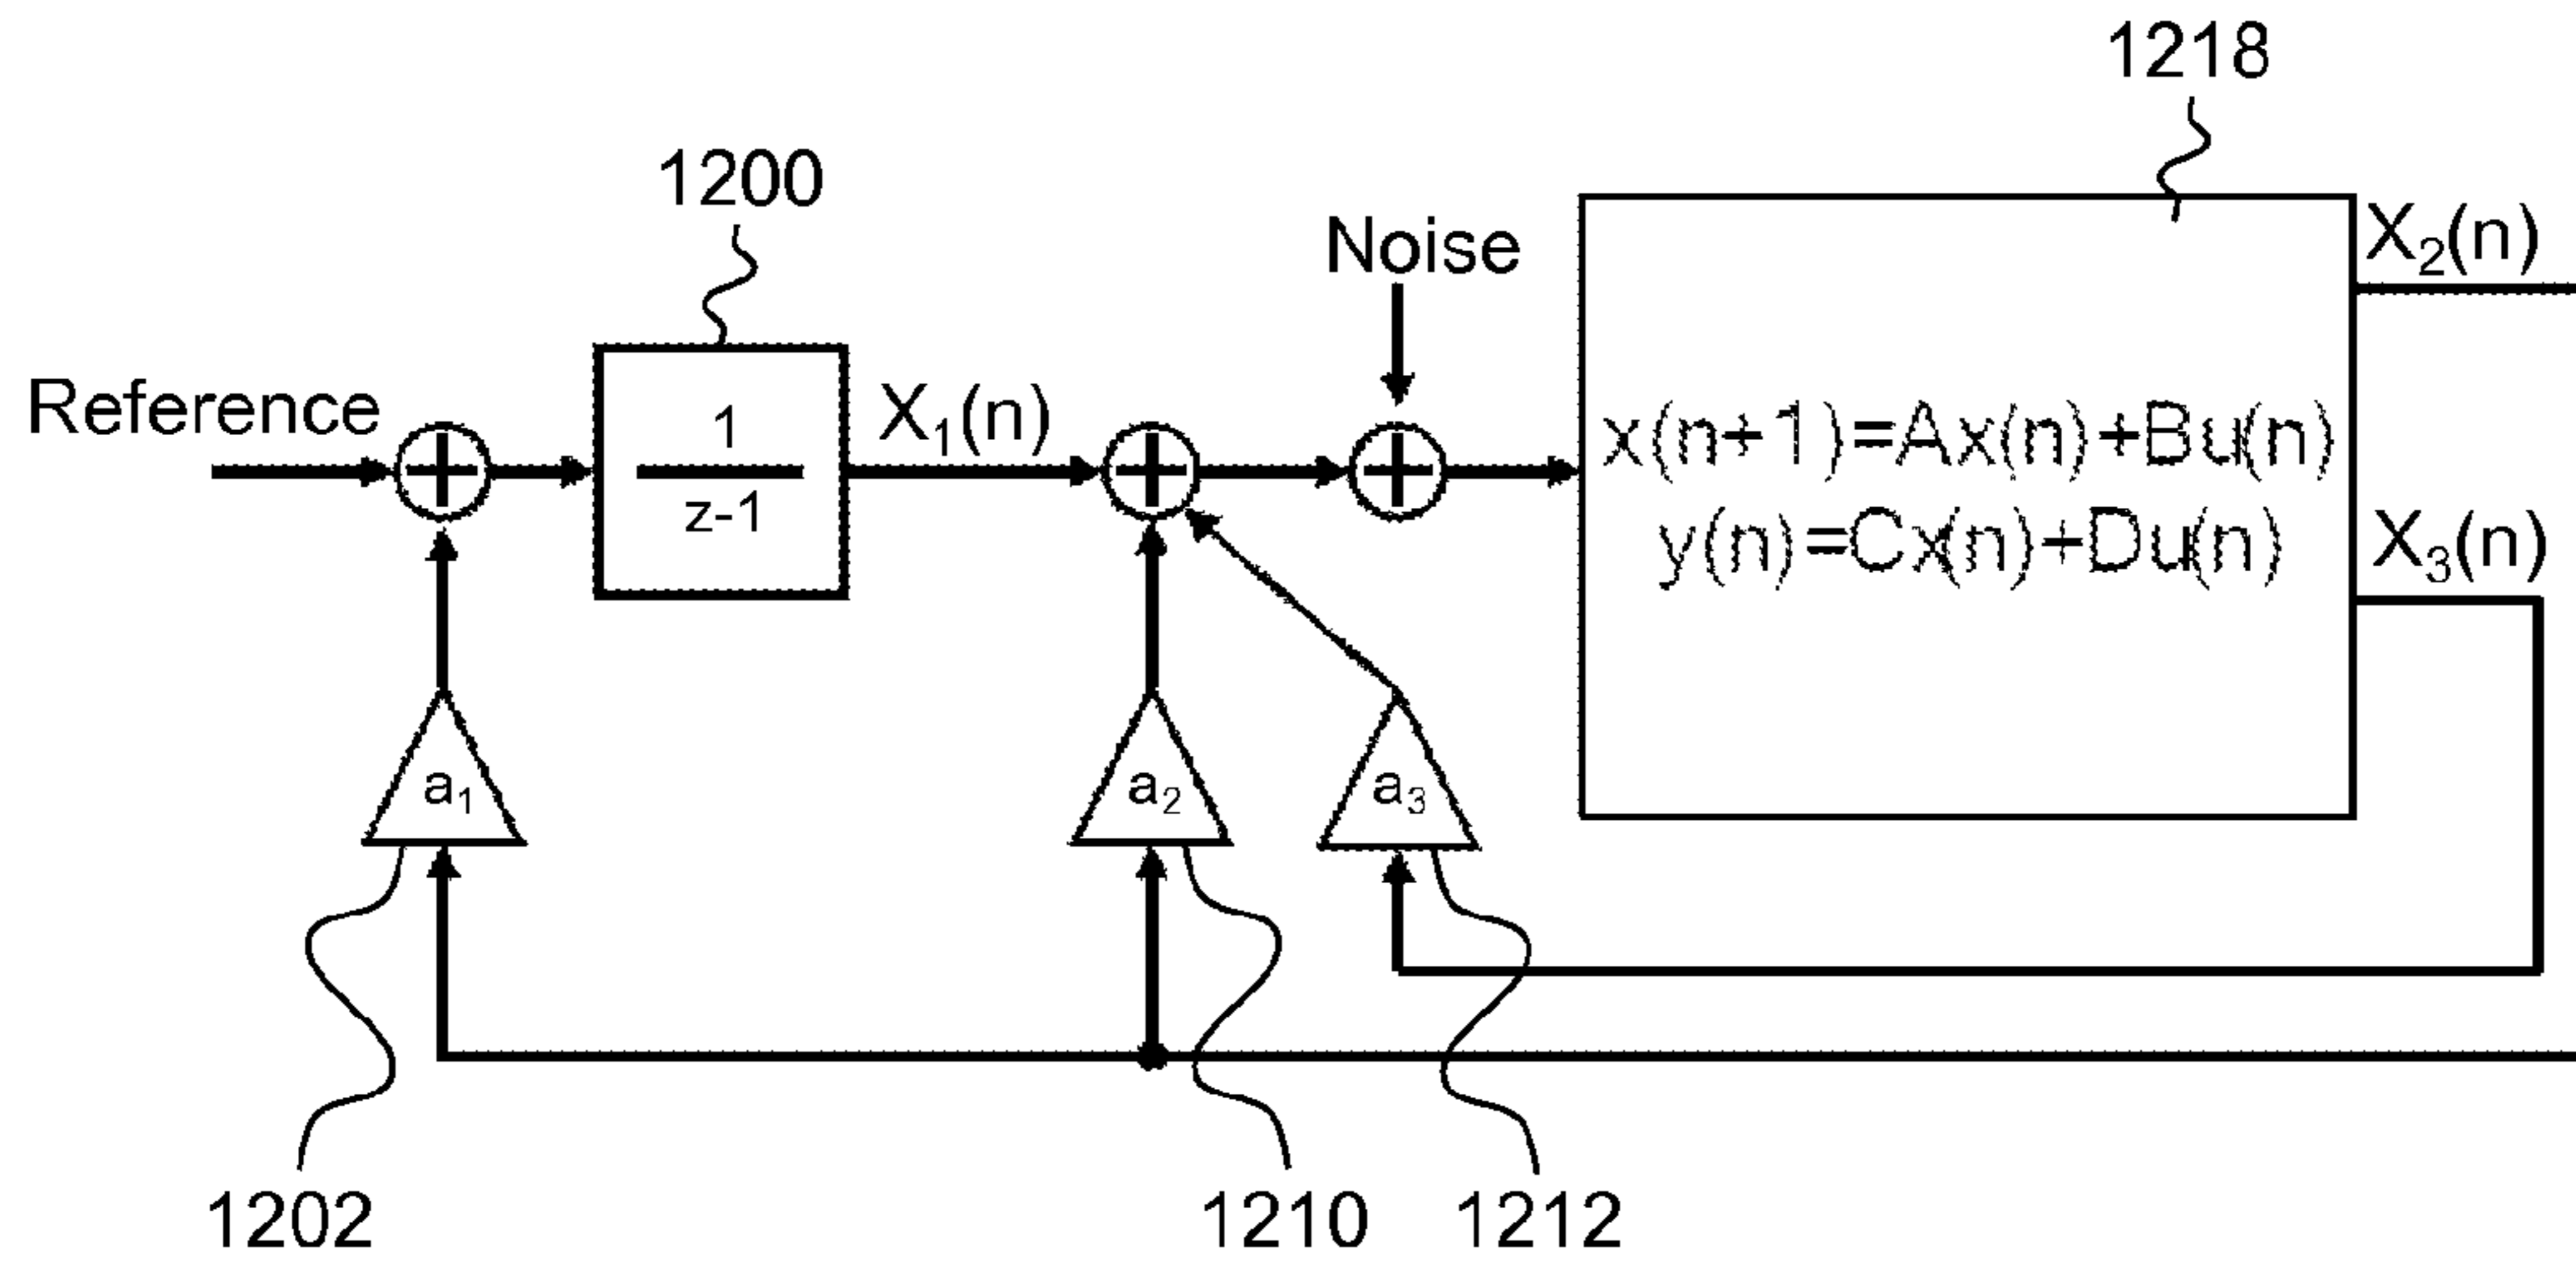 1218
1200
Noise
X₂(n)
Reference
1
z-1
X₁(n)
x(n+1)=Ax(n)+Bu(n)
y(n)=Cx(n)+Du(n)
X₃(n)
a₁
a₂
a₃
1202
1210
1212